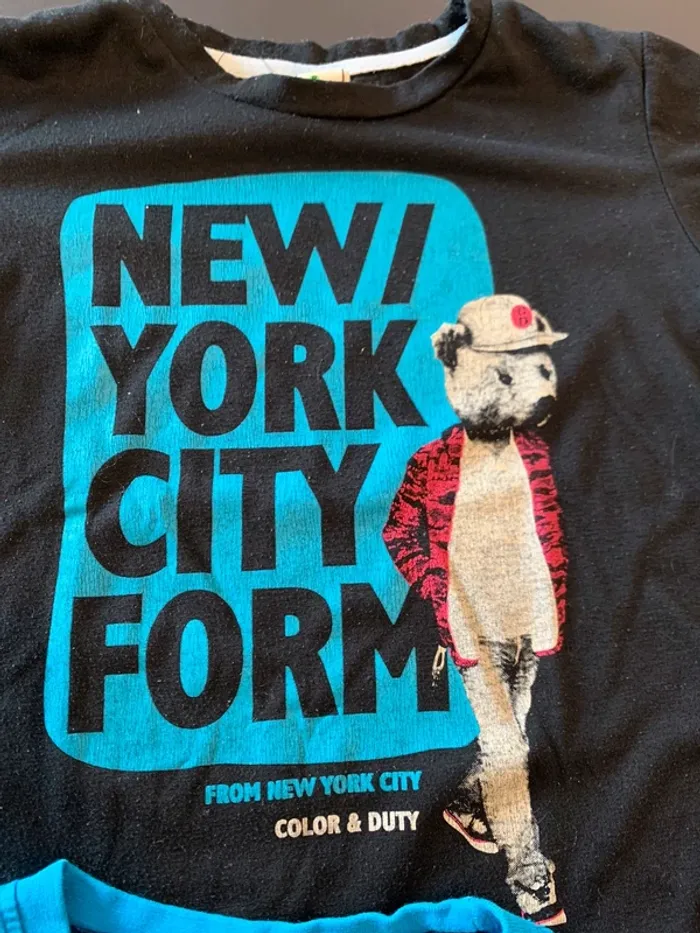 NEW/
YORK
CITY
FORM
FROM NEW YORK CITY
COLOR & DUTY